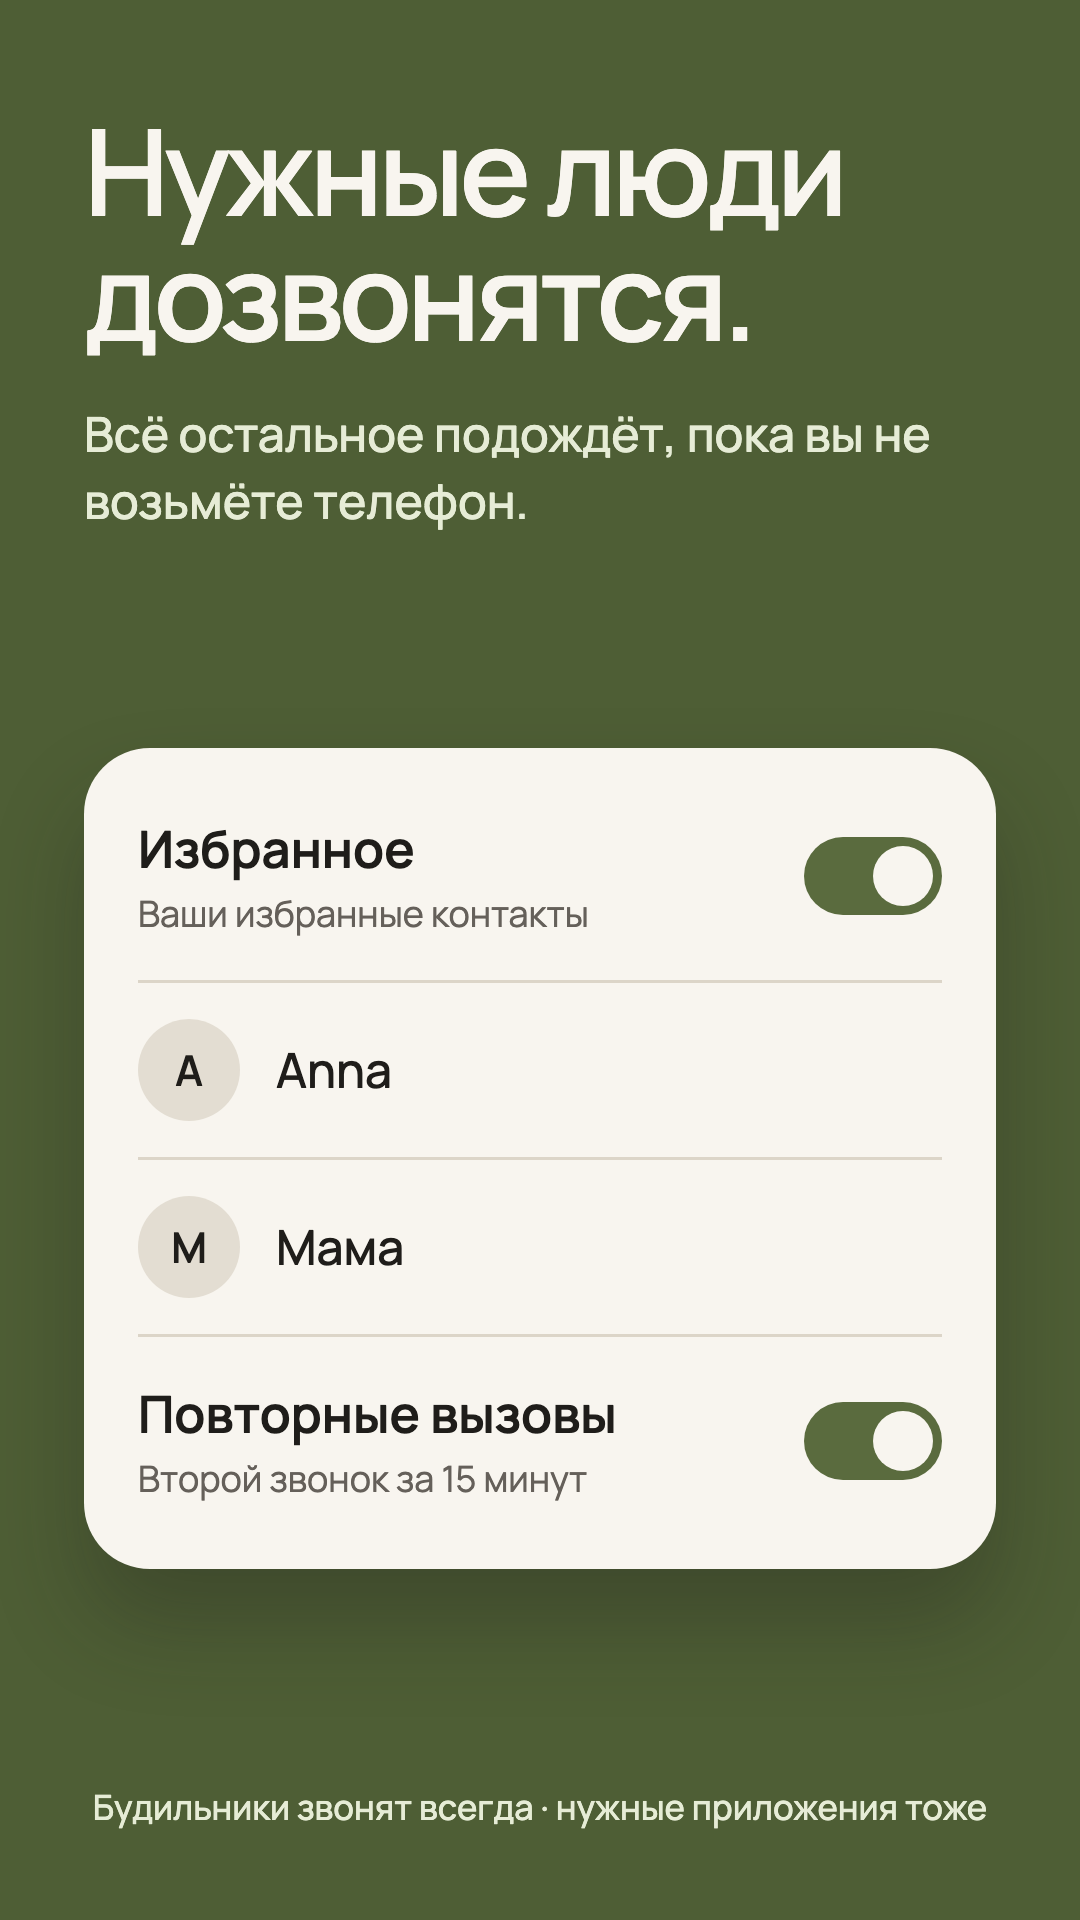 Нужные люди
дозвонятся.
Всё остальное подождёт, пока вы не
возьмёте телефон.
Избранное
Ваши избранные контакты
A
Anna
М
Мама
Повторные вызовы
Второй звонок за 15 минут
Будильники звонят всегда · нужные приложения тоже